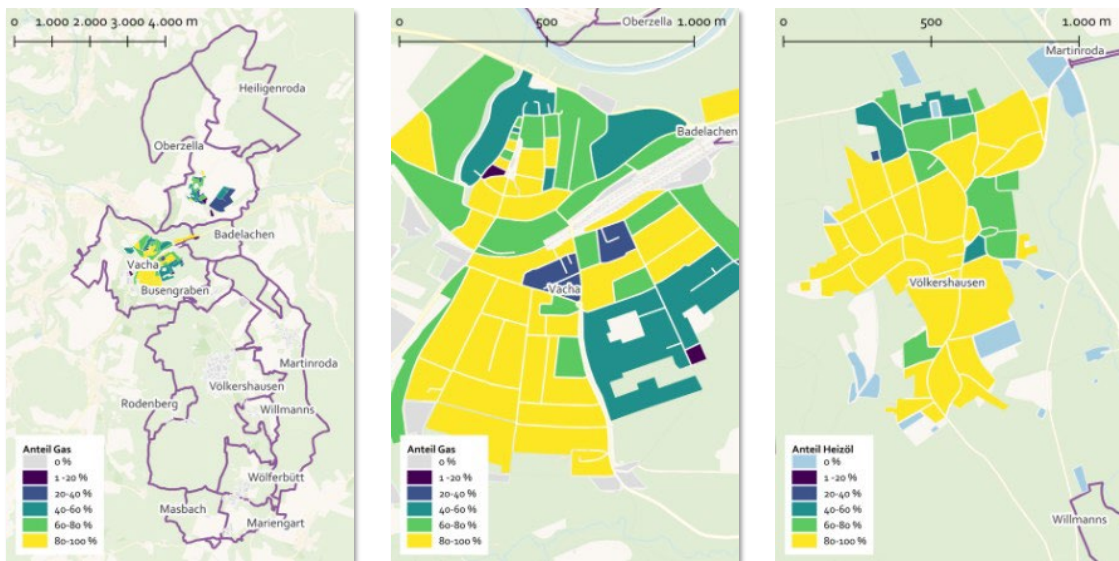 0 1.000 2.000 3.000 4.000 m
Heiligenroda
Oberzella
Badelachen
Vacha
Busengraben
Martinroda
Völkershausen
Rodenberg
Willmanns
Wölferbütt
Masbach
Mariengart
Anteil Gas
0 %
1 -20 %
20-40 %
40-60 %
60-80 %
80-100 %
Oberzella
0 500 1.000 m
Badelachen
Vacha
Anteil Gas
0 %
1 -20 %
20-40 %
40-60 %
60-80 %
80-100 %
0 500 1.000 m
Martinroda
Völkershausen
Willmanns
Anteil Heizöl
0 %
1 -20 %
20-40 %
40-60 %
60-80 %
80-100 %